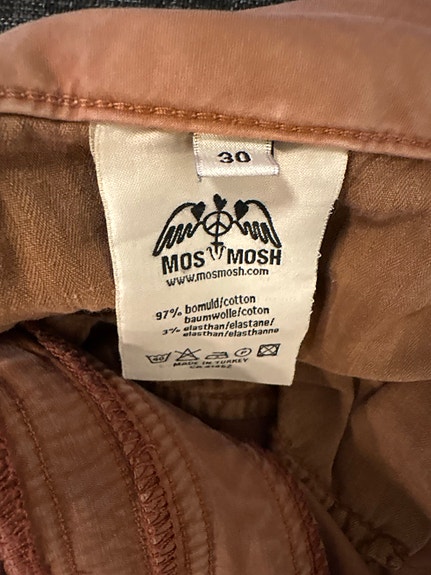 30
MOS MOSH
www.mosmosh.com
97% bomuld/cotton
baumwolle/coton
3% elasthan/elastane/
elasthan/elasthanne
40
MADE IN TURKEY